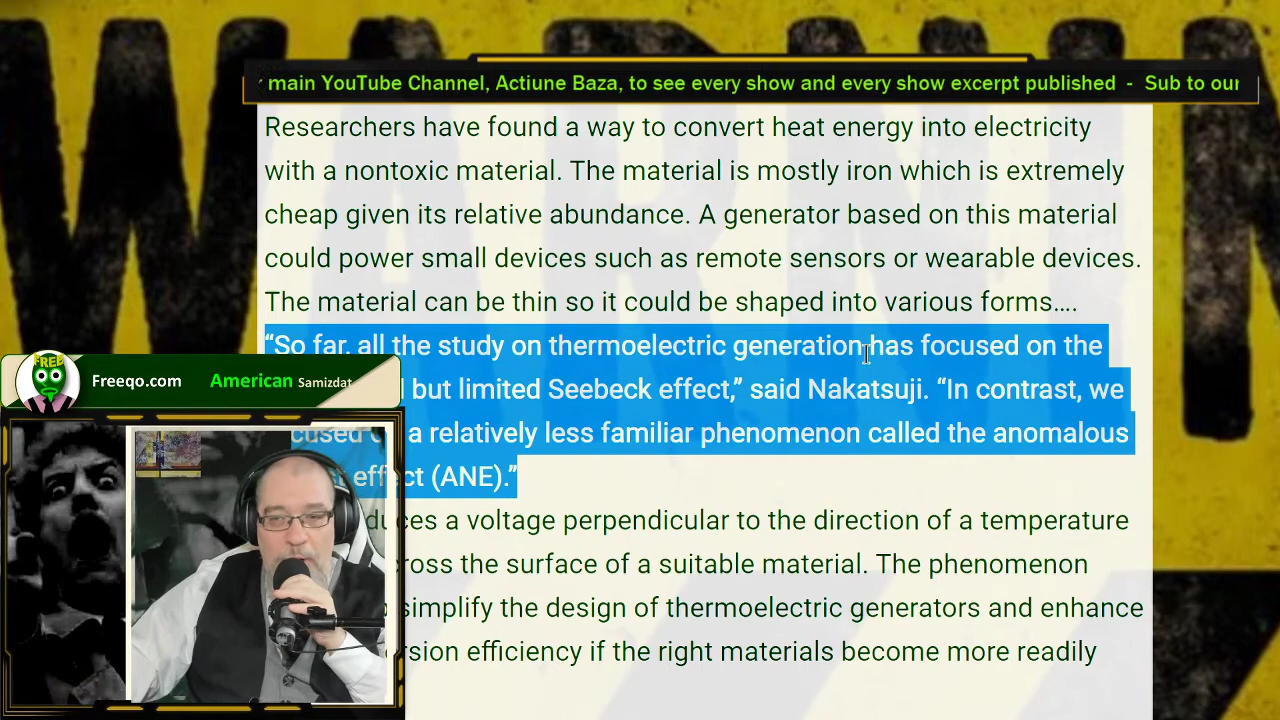 main YouTube Channel, Actiune Baza, to see every show and every show excerpt published - Sub to our
Researchers have found a way to convert heat energy into electricity
with a nontoxic material. The material is mostly iron which is extremely
cheap given its relative abundance. A generator based on this material
could power small devices such as remote sensors or wearable devices.
The material can be thin so it could be shaped into various forms….
“So far, all the study on thermoelectric generation has focused on the
but limited Seebeck effect,” said Nakatsuji. “In contrast, we
a relatively less familiar phenomenon called the anomalous
effect (ANE).”
a voltage perpendicular to the direction of a temperature
the surface of a suitable material. The phenomenon
simplify the design of thermoelectric generators and enhance
efficiency if the right materials become more readily
FREE
Freeqo.com American Samizdat